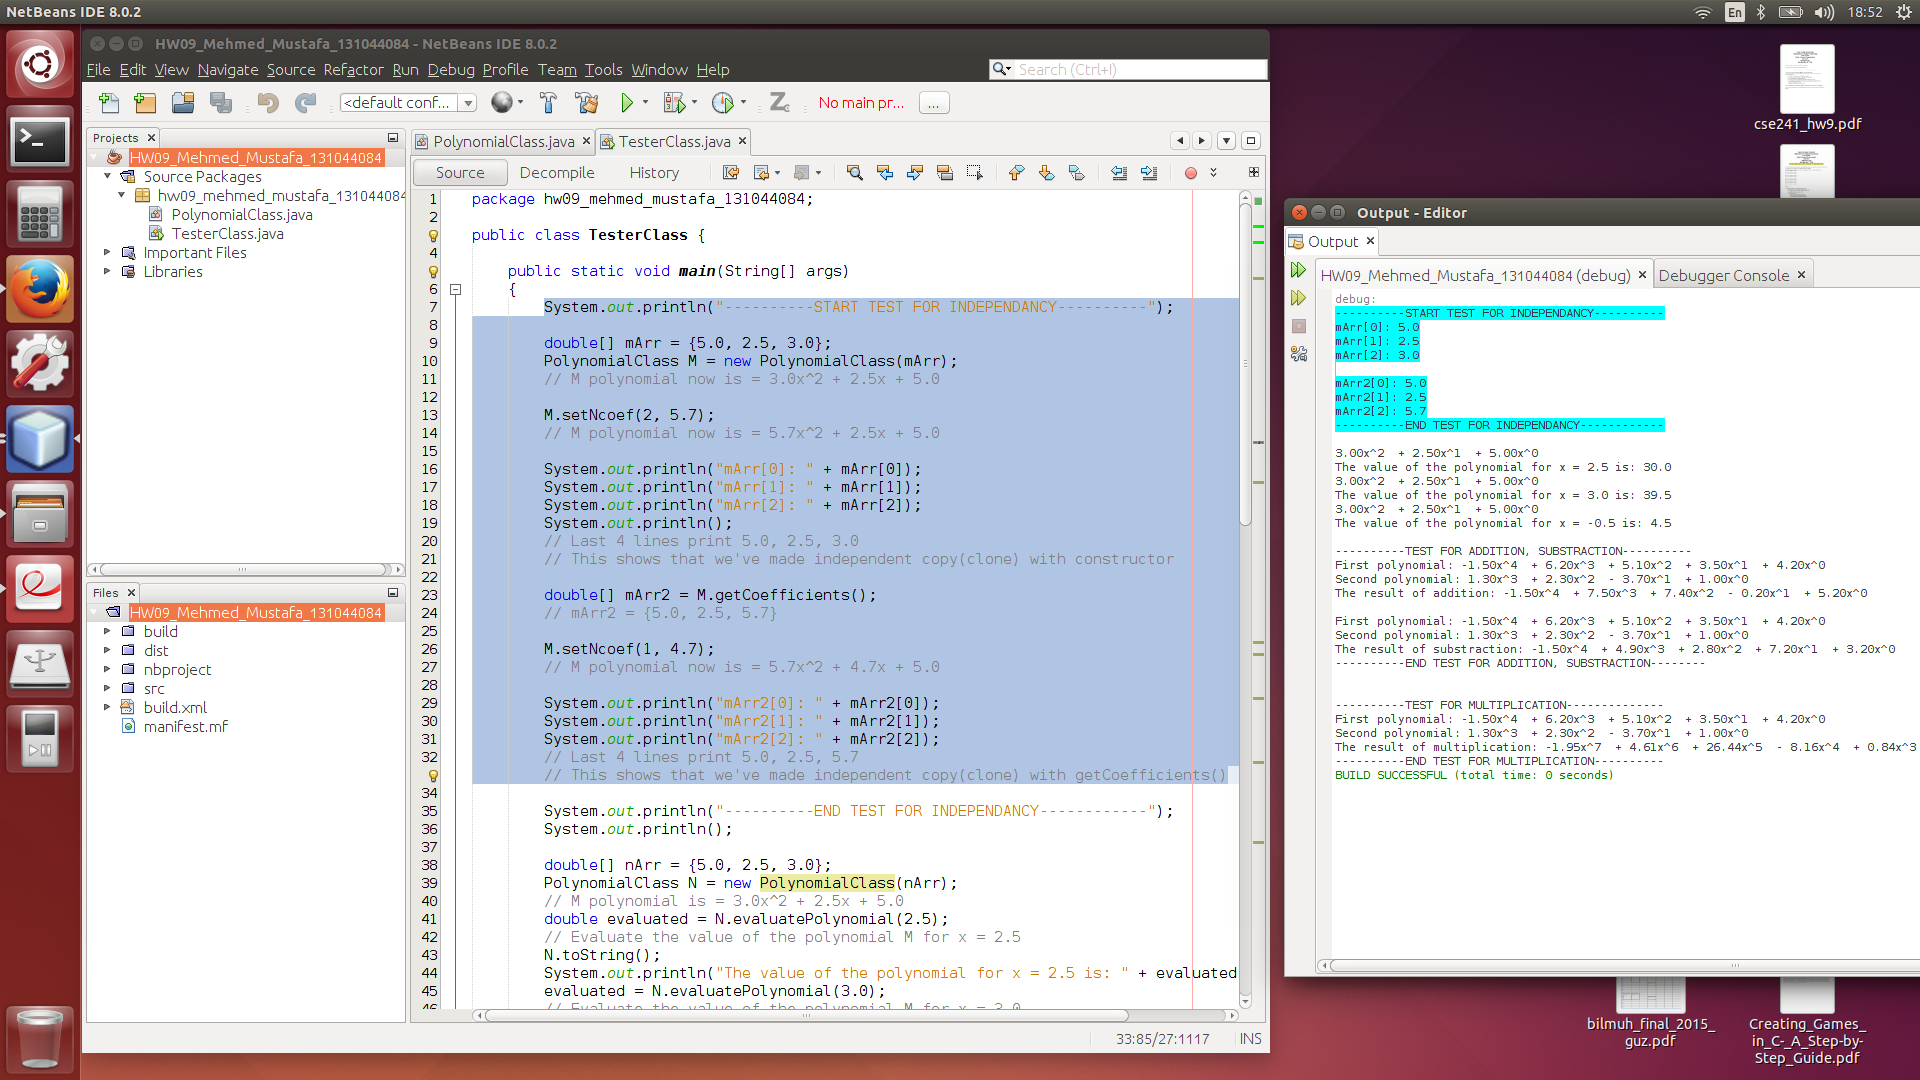 NetBeans IDE 8.0.2
En
18:52
HW09_Mehmed_Mustafa_131044084 - NetBeans IDE 8.0.2
File Edit View Navigate Source Refactor Run Debug Profile Team Tools Window Help
Search (Ctrl+I)
<default conf...
No main pr...
...
Projects
HW09_Mehmed_Mustafa_131044084
Source Packages
hw09_mehmed_mustafa_131044084
PolynomialClass.java
TesterClass.java
Important Files
Libraries
Files
HW09_Mehmed_Mustafa_131044084
build
dist
nbproject
src
build.xml
manifest.mf
PolynomialClass.java TesterClass.java
Source Decompile History
1 package hw09_mehmed_mustafa_131044084;
2
public class TesterClass {
4
public static void main(String[] args)
6 {
7 System.out.println("----------START TEST FOR INDEPENDANCY----------");
8
9 double[] mArr = {5.0, 2.5, 3.0};
10 PolynomialClass M = new PolynomialClass(mArr);
11 // M polynomial now is = 3.0x^2 + 2.5x + 5.0
12
13 M.setNcoef(2, 5.7);
14 // M polynomial now is = 5.7x^2 + 2.5x + 5.0
15
16 System.out.println("mArr[0]: " + mArr[0]);
17 System.out.println("mArr[1]: " + mArr[1]);
18 System.out.println("mArr[2]: " + mArr[2]);
19 System.out.println();
20 // Last 4 lines print 5.0, 2.5, 3.0
21 // This shows that we've made independent copy(clone) with constructor
22
23 double[] mArr2 = M.getCoefficients();
24 // mArr2 = {5.0, 2.5, 5.7}
25
26 M.setNcoef(1, 4.7);
27 // M polynomial now is = 5.7x^2 + 4.7x + 5.0
28
29 System.out.println("mArr2[0]: " + mArr2[0]);
30 System.out.println("mArr2[1]: " + mArr2[1]);
31 System.out.println("mArr2[2]: " + mArr2[2]);
32 // Last 4 lines print 5.0, 2.5, 5.7
// This shows that we've made independent copy(clone) with getCoefficients()
34
35 System.out.println("----------END TEST FOR INDEPENDANCY------------");
36 System.out.println();
37
38 double[] nArr = {5.0, 2.5, 3.0};
39 PolynomialClass N = new PolynomialClass(nArr);
40 // M polynomial is = 3.0x^2 + 2.5x + 5.0
41 double evaluated = N.evaluatePolynomial(2.5);
42 // Evaluate the value of the polynomial M for x = 2.5
43 N.toString();
44 System.out.println("The value of the polynomial for x = 2.5 is: " + evaluated
45 evaluated = N.evaluatePolynomial(3.0);
46 // Evaluate the value of the polynomial M for x = 3.0
33:85/27:1117 INS
cse241_hw9.pdf
Output - Editor
Output
HW09_Mehmed_Mustafa_131044084 (debug) Debugger Console
debug:
----------START TEST FOR INDEPENDANCY----------
mArr[0]: 5.0
mArr[1]: 2.5
mArr[2]: 3.0
mArr2[0]: 5.0
mArr2[1]: 2.5
mArr2[2]: 5.7
----------END TEST FOR INDEPENDANCY------------
3.00x^2 + 2.50x^1 + 5.00x^0
The value of the polynomial for x = 2.5 is: 30.0
3.00x^2 + 2.50x^1 + 5.00x^0
The value of the polynomial for x = 3.0 is: 39.5
3.00x^2 + 2.50x^1 + 5.00x^0
The value of the polynomial for x = -0.5 is: 4.5
----------TEST FOR ADDITION, SUBSTRACTION----------
First polynomial: -1.50x^4 + 6.20x^3 + 5.10x^2 + 3.50x^1 + 4.20x^0
Second polynomial: 1.30x^3 + 2.30x^2 - 3.70x^1 + 1.00x^0
The result of addition: -1.50x^4 + 7.50x^3 + 7.40x^2 - 0.20x^1 + 5.20x^0
First polynomial: -1.50x^4 + 6.20x^3 + 5.10x^2 + 3.50x^1 + 4.20x^0
Second polynomial: 1.30x^3 + 2.30x^2 - 3.70x^1 + 1.00x^0
The result of substraction: -1.50x^4 + 4.90x^3 + 2.80x^2 + 7.20x^1 + 3.20x^0
----------END TEST FOR ADDITION, SUBSTRACTION--------
----------TEST FOR MULTIPLICATION--------------
First polynomial: -1.50x^4 + 6.20x^3 + 5.10x^2 + 3.50x^1 + 4.20x^0
Second polynomial: 1.30x^3 + 2.30x^2 - 3.70x^1 + 1.00x^0
The result of multiplication: -1.95x^7 + 4.61x^6 + 26.44x^5 - 8.16x^4 + 0.84x^3
----------END TEST FOR MULTIPLICATION----------
BUILD SUCCESSFUL (total time: 0 seconds)
bilmuh_final_2015_
guz.pdf
Creating_Games_
in_C-_A_Step-by-
Step_Guide.pdf